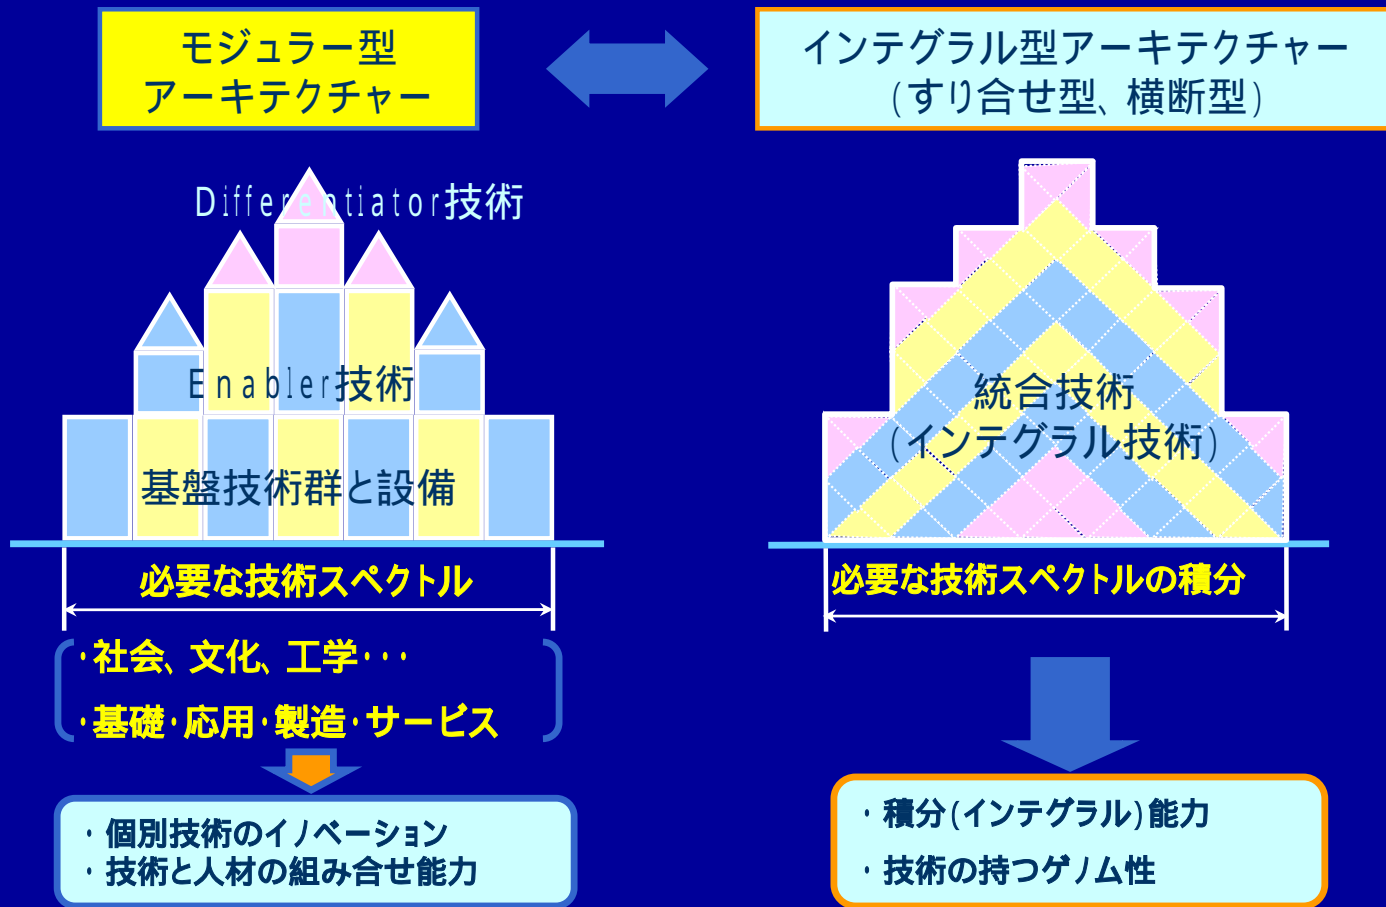 モジュラー型
アーキテクチャー
インテグラル型アーキテクチャー
(すり合せ型、横断型)
Differentiator技術
Enabler技術
基盤技術群と設備
統合技術
(インテグラル技術)
必要な技術スペクトル
必要な技術スペクトルの積分
・社会、文化、工学・・・
・基礎・応用・製造・サービス
・個別技術のイノベーション
・技術と人材の組み合せ能力
・積分(インテグラル)能力
・技術の持つゲノム性